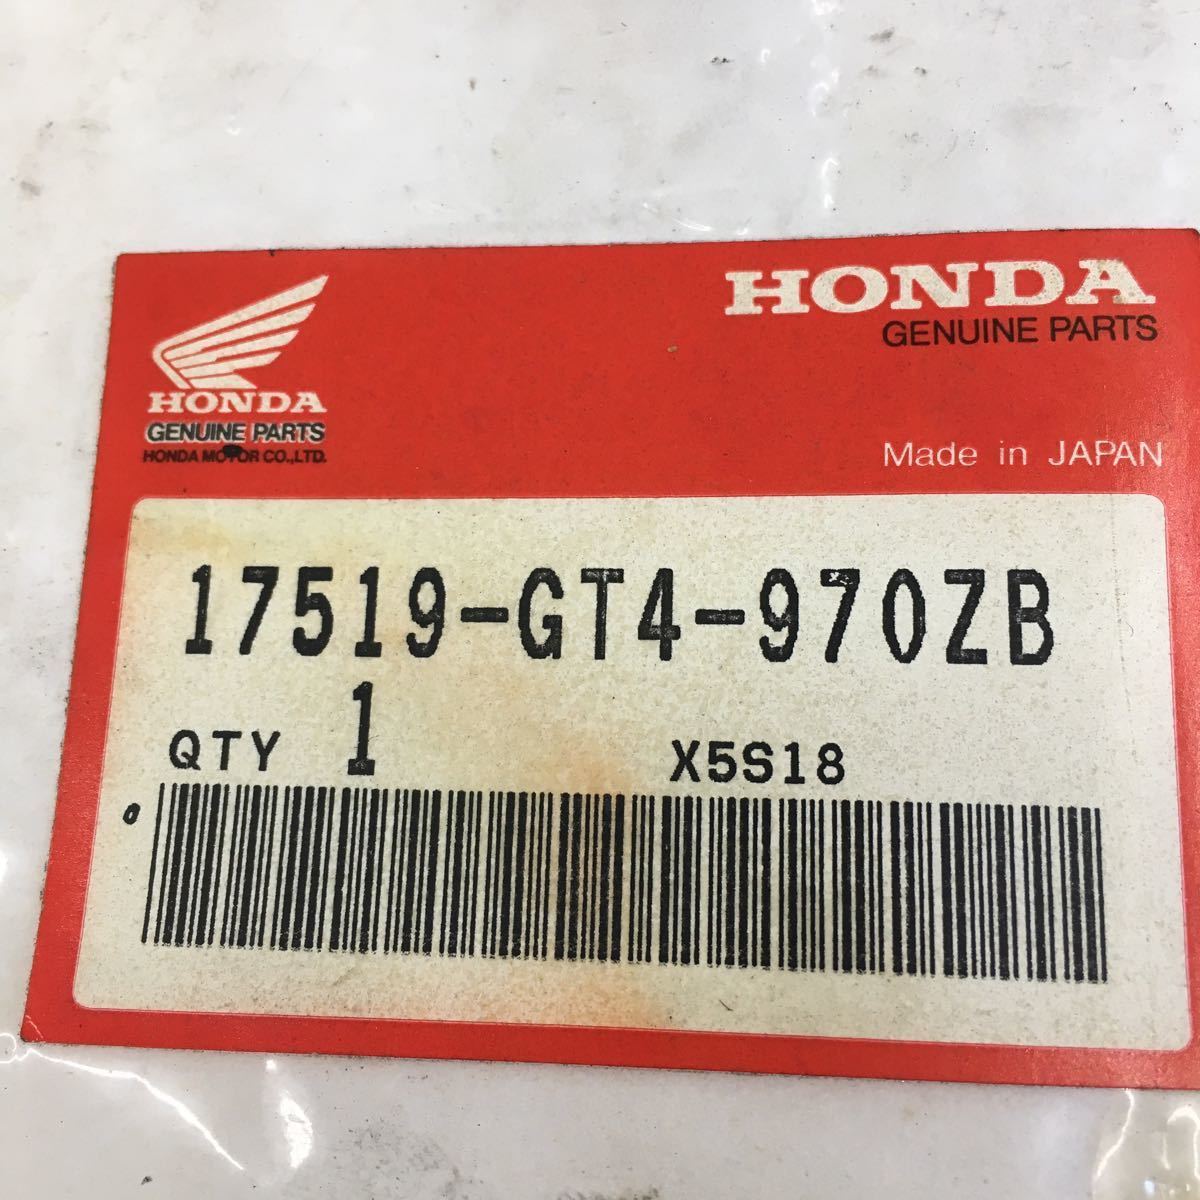 HONDA
GENUINE PARTS
HONDA MOTOR CO.,LTD.
HONDA
GENUINE PARTS
Made in JAPAN
17519-GT4-970ZB
QTY 1 X5S18